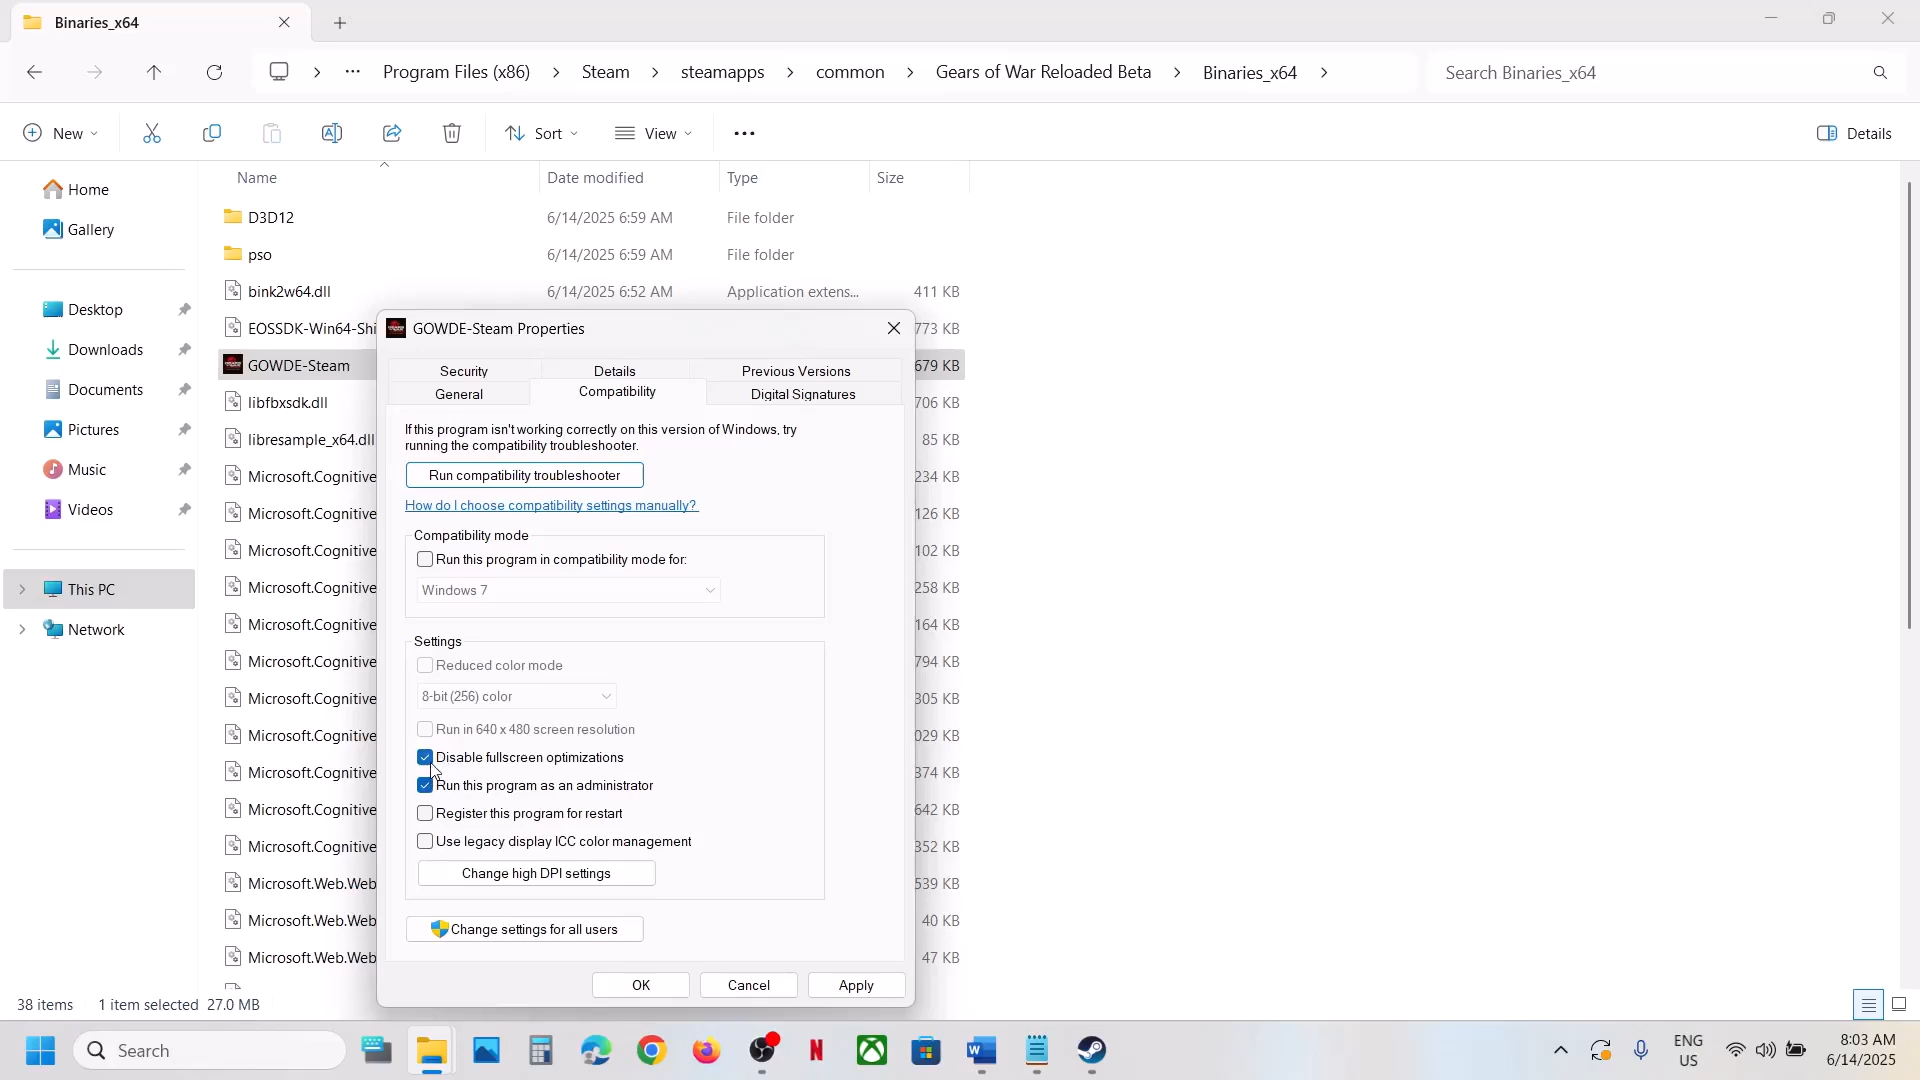 Binaries_x64
Program Files (x86) Steam steamapps common Gears of War Reloaded Beta Binaries_x64
Search Binaries_x64
New
Sort
View
Details
Name Date modified Type Size
Home
Gallery
Desktop
Downloads
Documents
Pictures
Music
Videos
This PC
Network
D3D12 6/14/2025 6:59 AM File folder
pso 6/14/2025 6:59 AM File folder
bink2w64.dll 6/14/2025 6:52 AM Application extens... 411 KB
EOSSDK-Win64-Shi 773 KB
GOWDE-Steam 679 KB
libfbxsdk.dll 706 KB
libresample_x64.dll 85 KB
Microsoft.Cognitive 234 KB
Microsoft.Cognitive 126 KB
Microsoft.Cognitive 102 KB
Microsoft.Cognitive 258 KB
Microsoft.Cognitive 164 KB
Microsoft.Cognitive 794 KB
Microsoft.Cognitive 305 KB
Microsoft.Cognitive 029 KB
Microsoft.Cognitive 374 KB
Microsoft.Cognitive 642 KB
Microsoft.Cognitive 352 KB
Microsoft.Web.Web 539 KB
Microsoft.Web.Web 40 KB
Microsoft.Web.Web 47 KB
GOWDE-Steam Properties
Security Details Previous Versions
General Compatibility Digital Signatures
If this program isn't working correctly on this version of Windows, try
running the compatibility troubleshooter.
Run compatibility troubleshooter
How do I choose compatibility settings manually?
Compatibility mode
Run this program in compatibility mode for:
Windows 7
Settings
Reduced color mode
8-bit (256) color
Run in 640 x 480 screen resolution
Disable fullscreen optimizations
Run this program as an administrator
Register this program for restart
Use legacy display ICC color management
Change high DPI settings
Change settings for all users
OK Cancel Apply
38 items 1 item selected 27.0 MB
Search
ENG
US
8:03 AM
6/14/2025